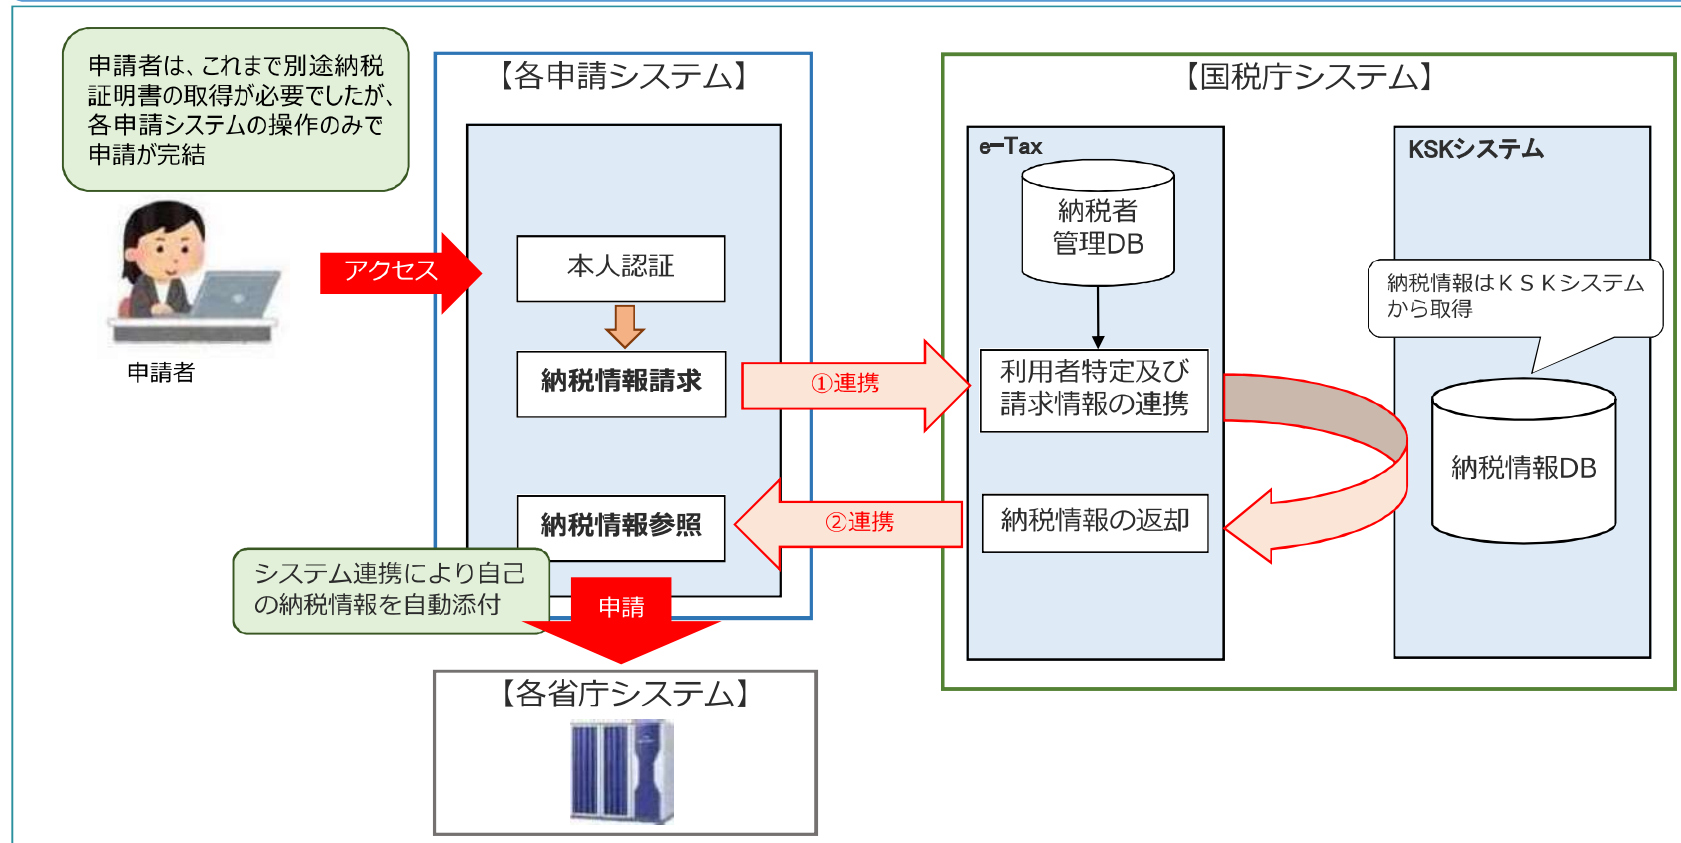 申請者は、これまで別途納税
証明書の取得が必要でしたが、
各申請システムの操作のみで
申請が完結
申請者
アクセス
【各申請システム】
本人認証
納税情報請求
納税情報参照
システム連携により自己
の納税情報を自動添付
申請
【各省庁システム】
①連携
②連携
【国税庁システム】
e-Tax
納税者
管理DB
利用者特定及び
請求情報の連携
納税情報の返却
KSKシステム
納税情報はＫＳＫシステム
から取得
納税情報DB